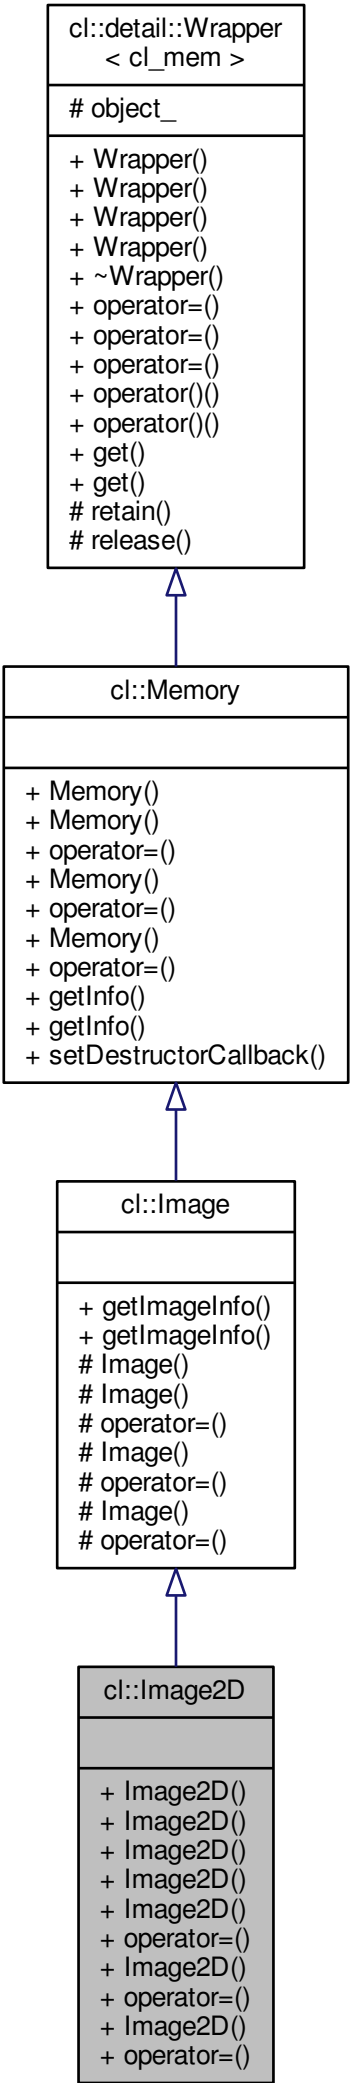 cl::detail::Wrapper
< cl_mem >
# object_
+ Wrapper()
+ Wrapper()
+ Wrapper()
+ Wrapper()
+ ~Wrapper()
+ operator=()
+ operator=()
+ operator=()
+ operator()()
+ operator()()
+ get()
+ get()
# retain()
# release()
cl::Memory
+ Memory()
+ Memory()
+ operator=()
+ Memory()
+ operator=()
+ Memory()
+ operator=()
+ getInfo()
+ getInfo()
+ setDestructorCallback()
cl::Image
+ getImageInfo()
+ getImageInfo()
# Image()
# Image()
# operator=()
# Image()
# operator=()
# Image()
# operator=()
cl::Image2D
+ Image2D()
+ Image2D()
+ Image2D()
+ Image2D()
+ Image2D()
+ operator=()
+ Image2D()
+ operator=()
+ Image2D()
+ operator=()